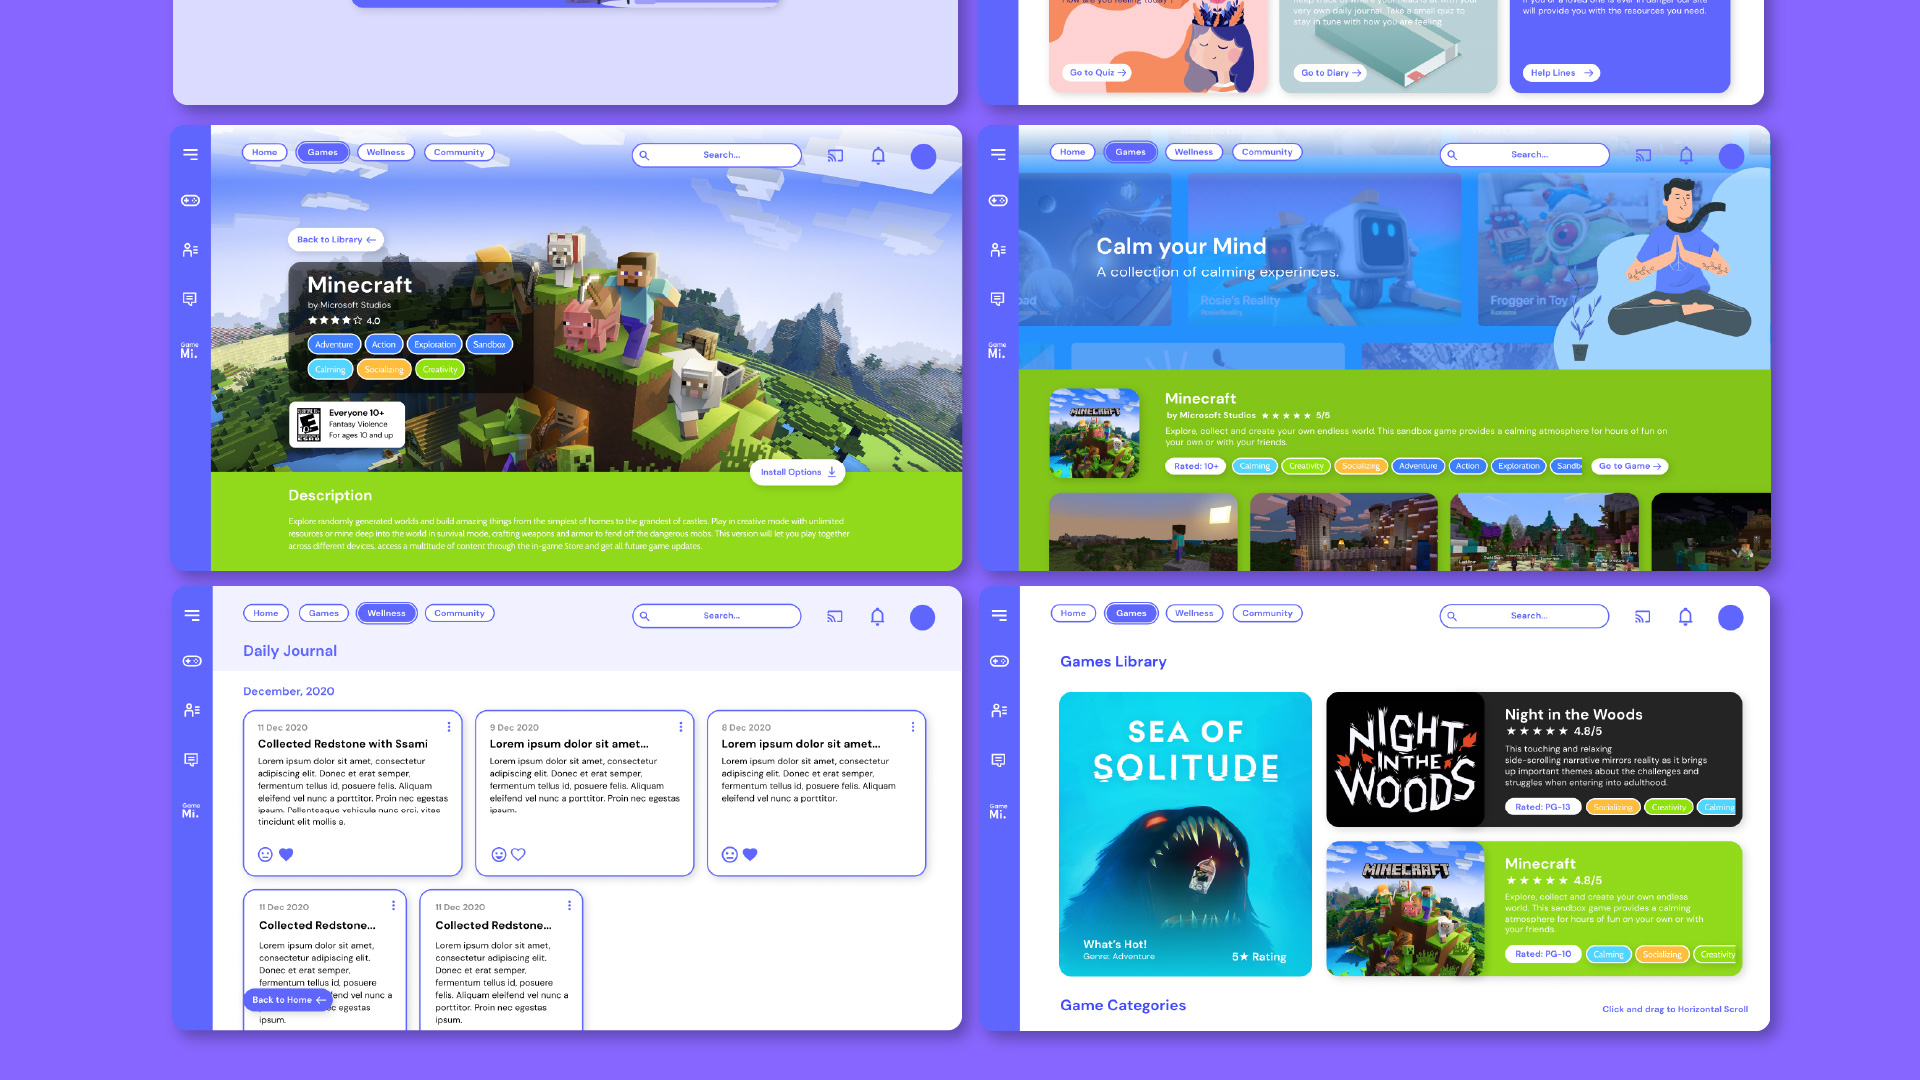 How are you feeling today?
very own daily journal. Take a small quiz to
stay in tune with how you are feeling
will provide you with the resources you need.
Go to Quiz
Go to Diary
Help Lines
Home
Games
Wellness
Community
Search...
Back to Library
Minecraft
by Microsoft Studios
4.0
Adventure
Action
Exploration
Sandbox
Calming
Socializing
Creativity
Everyone 10+
Fantasy Violence
For ages 10 and up
Install Options
Game
Mi.
Description
Explore randomly generated worlds and build amazing things from the simplest of homes to the grandest of castles. Play in creative mode with unlimited
resources or mine deep into the world in survival mode, crafting weapons and armor to fend off the dangerous mobs. This version will let you play together
across different devices, access a multitude of content through the in-game Store and get all future game updates.
Home
Games
Wellness
Community
Search...
Calm your Mind
A collection of calming experinces.
Rosie's Reality
Frogger in Toy
Game
Mi.
MINECRAFT
Minecraft
by Microsoft Studios ★ ★ ★ ★ ★ 5/5
Explore, collect and create your own endless world. This sandbox game provides a calming atmosphere for hours of fun on
your own or with your friends.
Rated: 10+
Calming
Creativity
Socializing
Adventure
Action
Exploration
Sandb
Go to Game
Home
Games
Wellness
Community
Search...
Daily Journal
December, 2020
11 Dec 2020
Collected Redstone with Ssami
Lorem ipsum dolor sit amet, consectetur
adipiscing elit. Donec et erat semper,
fermentum tellus id, posuere felis. Aliquam
eleifend vel nunc a porttitor. Proin nec egestas
ipsum. Pellentesque vehicula nunc orci, vitae
tincidunt elit mollis a.
9 Dec 2020
Lorem ipsum dolor sit amet...
Lorem ipsum dolor sit amet, consectetur
adipiscing elit. Donec et erat semper,
fermentum tellus id, posuere felis. Aliquam
eleifend vel nunc a porttitor. Proin nec egestas
ipsum.
8 Dec 2020
Lorem ipsum dolor sit amet...
Lorem ipsum dolor sit amet, consectetur
adipiscing elit. Donec et erat semper,
fermentum tellus id, posuere felis. Aliquam
eleifend vel nunc a porttitor.
Game
Mi.
11 Dec 2020
Collected Redstone...
Lorem ipsum dolor sit amet,
consectetur adipiscing elit.
Donec et erat semper,
fermentum tellus id, posuere
fend vel nunc a
nec egestas
ipsum.
Back to Home
11 Dec 2020
Collected Redstone...
Lorem ipsum dolor sit amet,
consectetur adipiscing elit.
Donec et erat semper,
fermentum tellus id, posuere
felis. Aliquam eleifend vel nunc a
porttitor. Proin nec egestas
ipsum.
Home
Games
Wellness
Community
Search...
Games Library
SEA OF
SOLITUDE
What's Hot!
Genre: Adventure
5★ Rating
NIGHT
IN THE
WOODS
Night in the Woods
★ ★ ★ ★ ★ 4.8/5
This touching and relaxing
side-scrolling narrative mirrors reality as it brings
up important themes about the challenges and
struggles when entering into adulthood.
Rated: PG-13
Socializing
Creativity
Calming
MINECRAFT
Minecraft
★ ★ ★ ★ ★ 4.8/5
Explore, collect and create your own endless
world. This sandbox game provides a calming
atmosphere for hours of fun on your own or with
your friends.
Rated: PG-10
Calming
Socializing
Creativity
Game
Mi.
Game Categories
Click and drag to Horizontal Scroll